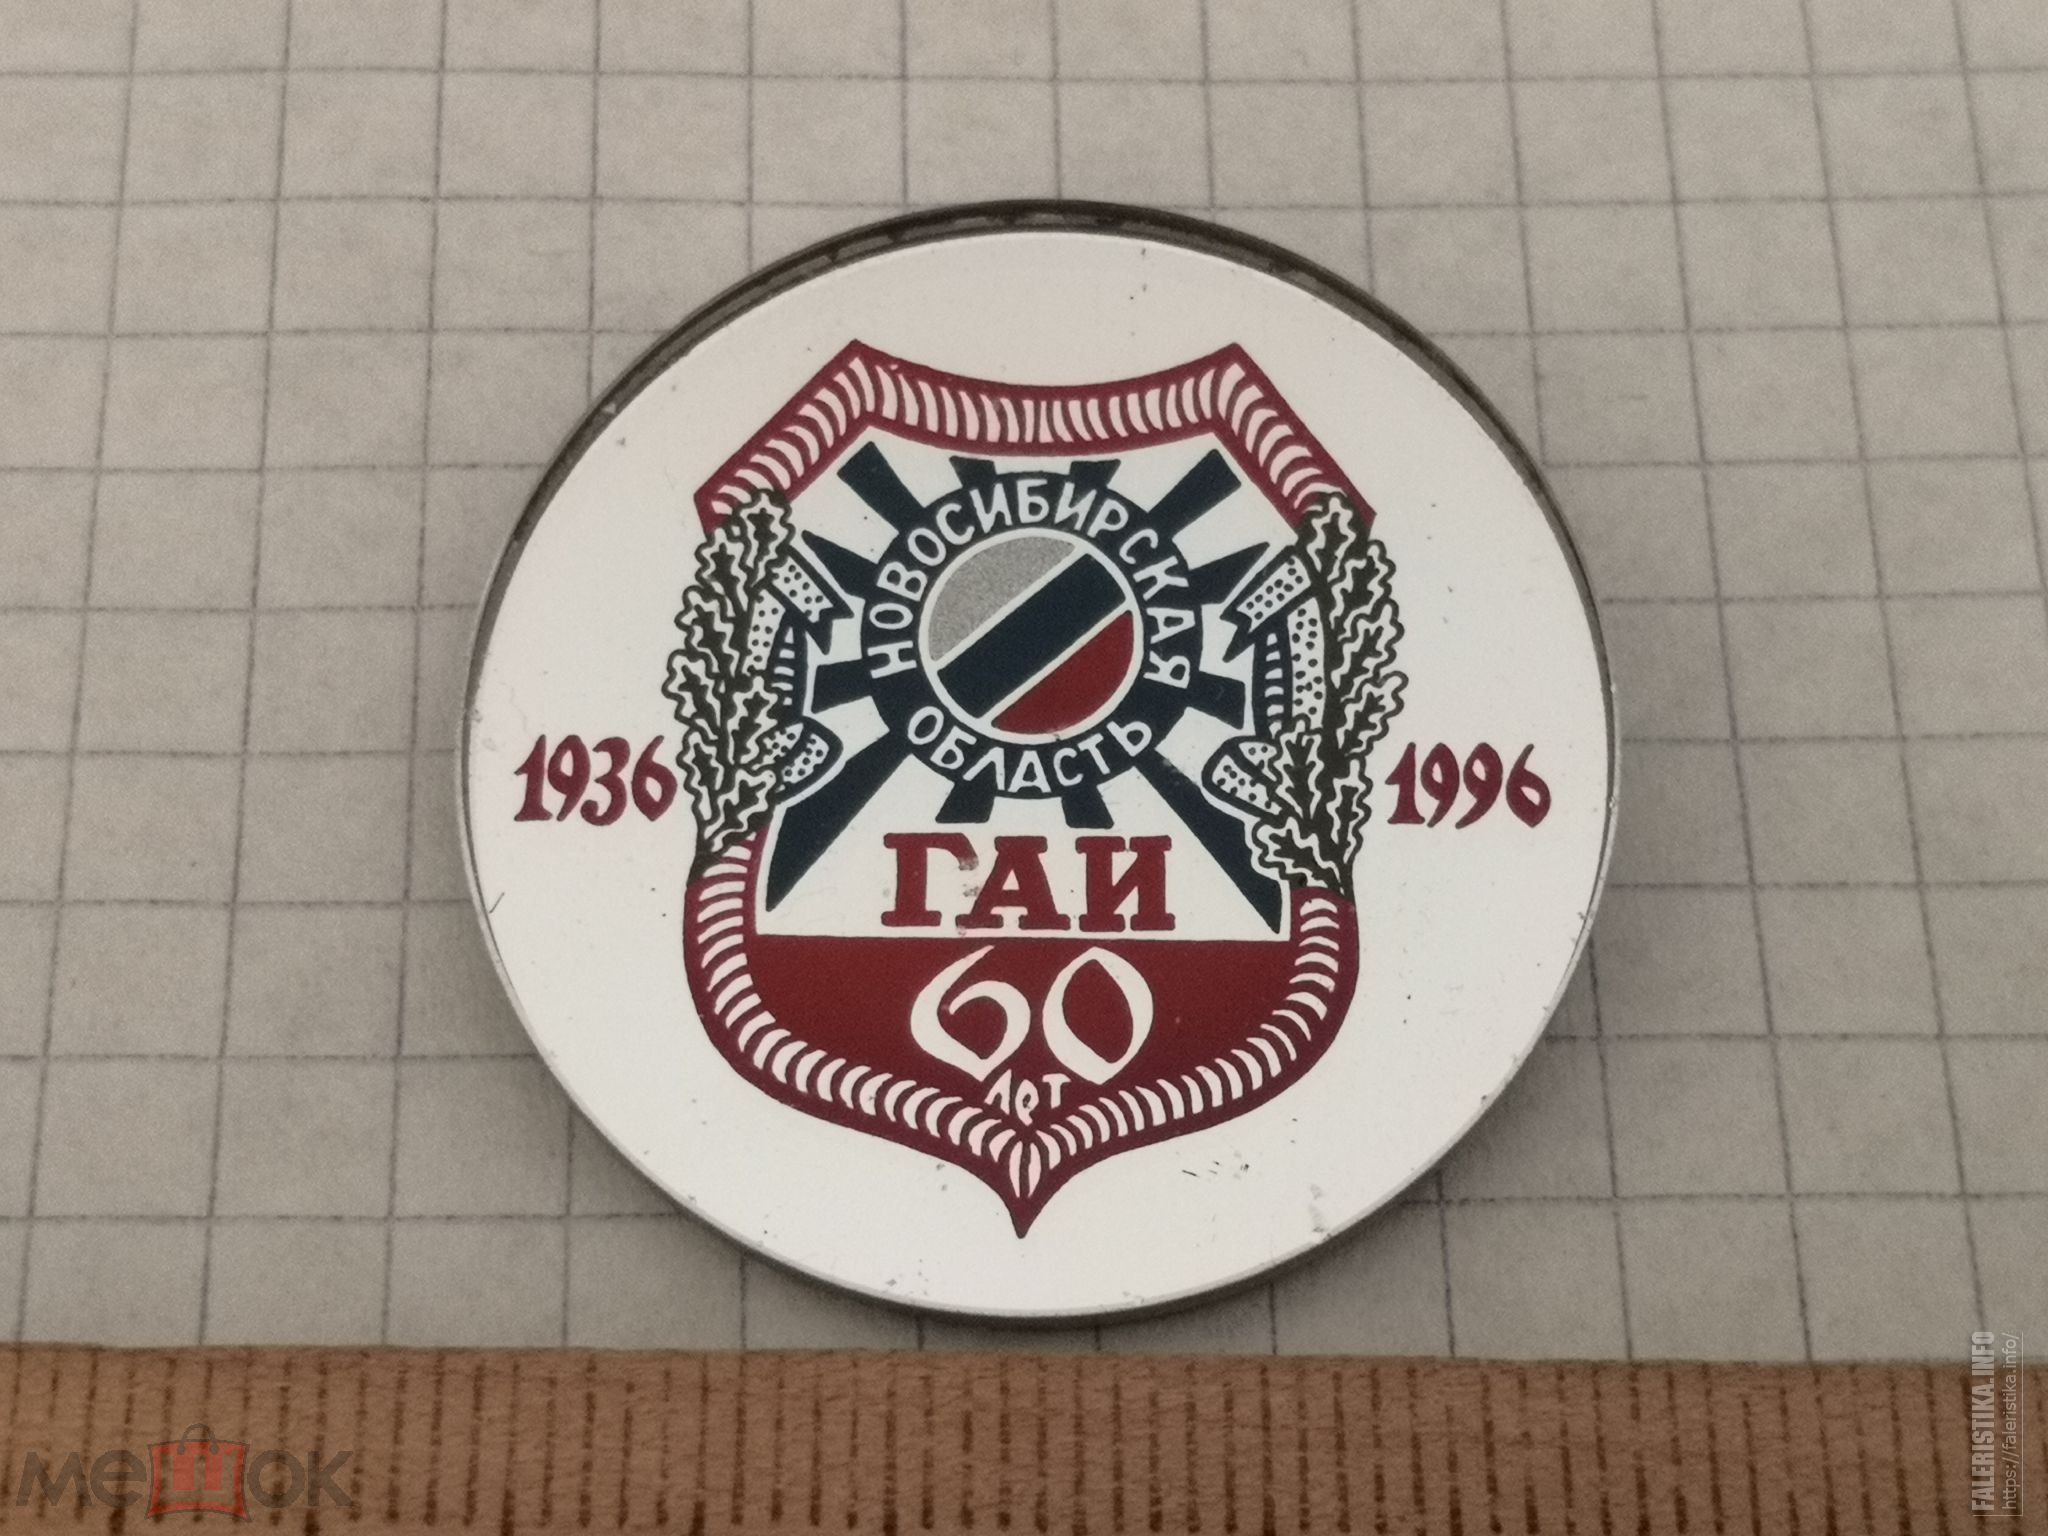 НОВОСИБИРСКАЯ
ОБЛАСТЬ
1936
1996
ГАИ
60
лет
мешок
FALERISTIKA.INFO
https://faleristika.info/